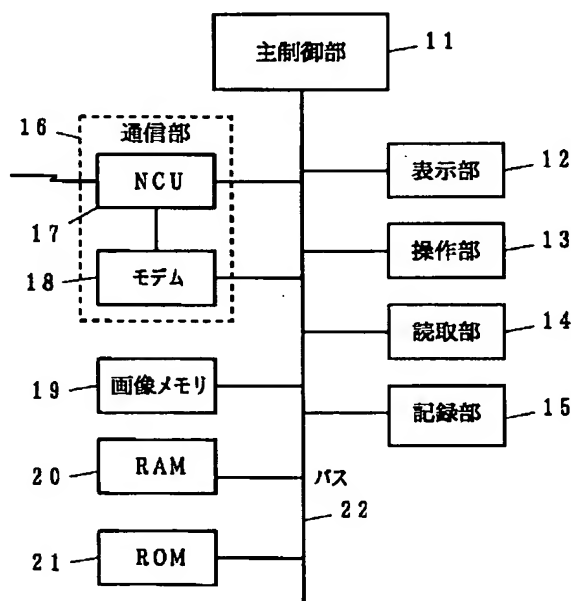 主制御部
11
16
通信部
NCU
17
モデム
18
表示部
12
操作部
13
読取部
14
記録部
15
画像メモリ
19
RAM
20
ROM
21
バス
22